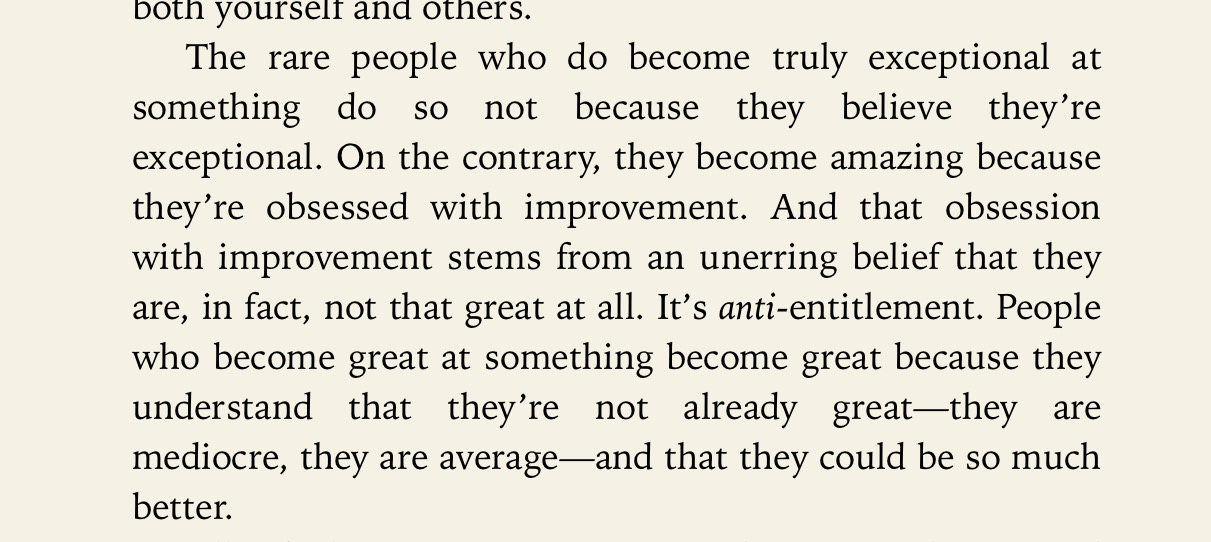 both yourself and others.
The rare people who do become truly exceptional at
something do so not because they believe they’re
exceptional. On the contrary, they become amazing because
they’re obsessed with improvement. And that obsession
with improvement stems from an unerring belief that they
are, in fact, not that great at all. It’s anti-entitlement. People
who become great at something become great because they
understand that they’re not already great—they are
mediocre, they are average—and that they could be so much
better.